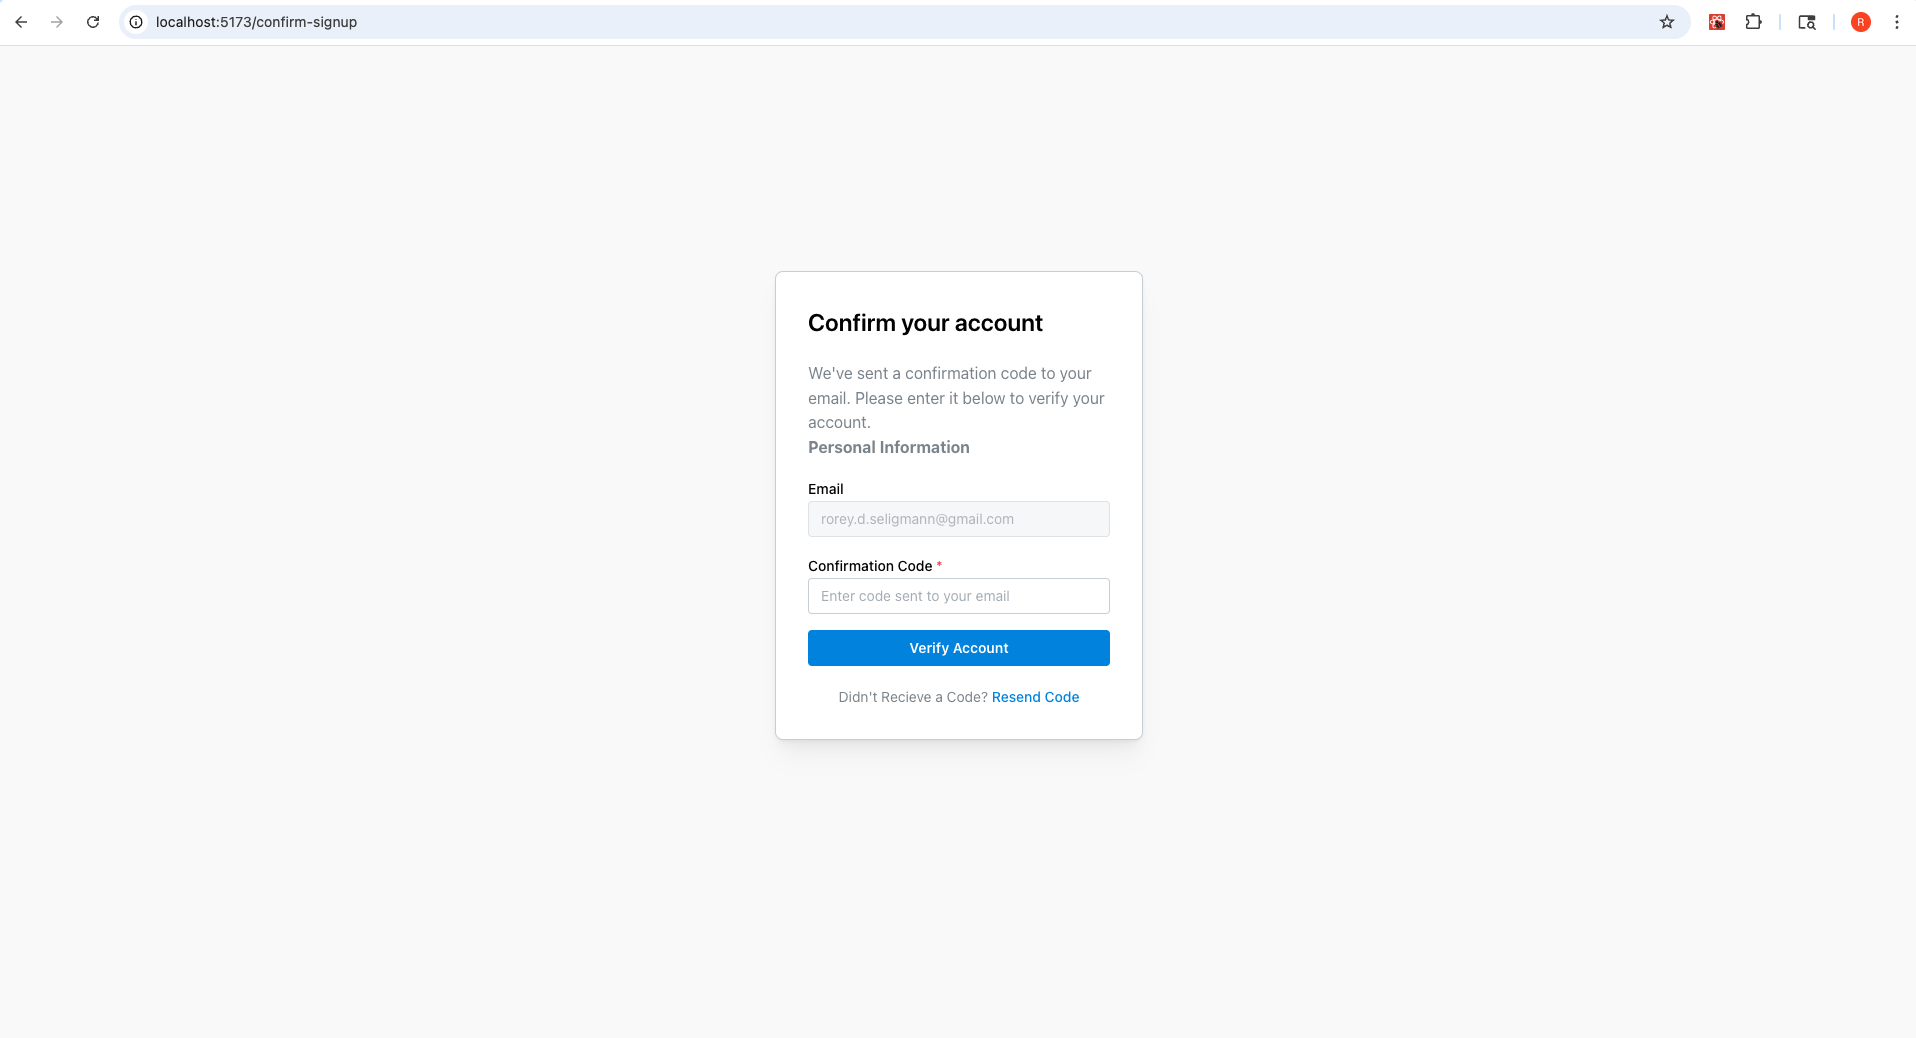 localhost:5173/confirm-signup
R
Confirm your account
We've sent a confirmation code to your
email. Please enter it below to verify your
account.
Personal Information
Email
rorey.d.seligmann@gmail.com
Confirmation Code *
Enter code sent to your email
Verify Account
Didn't Recieve a Code? Resend Code